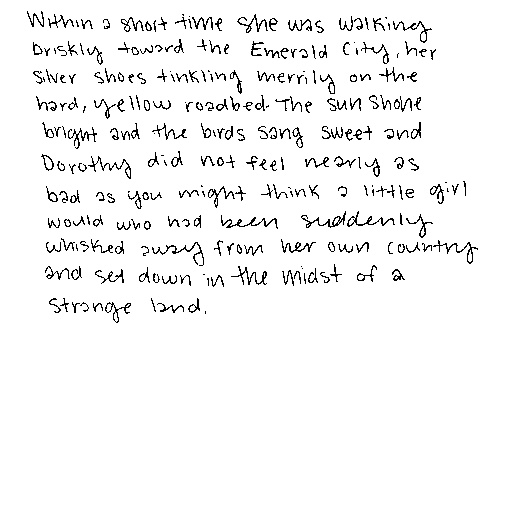 Within a short time she was walking
briskly toward the Emerald City, her
Silver Shoes tinkling merrily on the
hard, yellow roadbed. The sun shone
bright and the birds sang sweet and
Dorothy did not feel nearly as
bad as you might think a little girl
would who had been suddenly
whisked away from her own country
and set down in the midst of a
strange land.